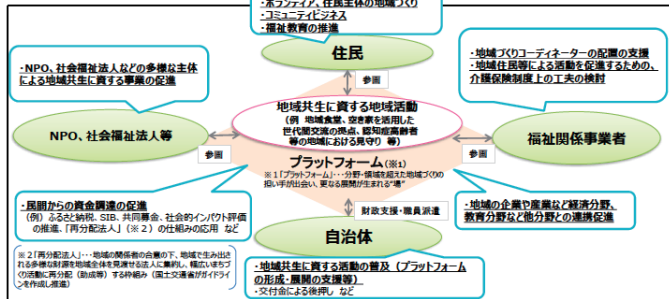 ・ボランティア、住民主体の地域づくり
・コミュニティビジネス
・福祉教育の推進
住民
・NPO、社会福祉法人などの多様な主体
による地域共生に資する事業の促進
・地域づくりコーディネーターの配置の支援
・地域住民等による活動を促進するための、
介護保険制度上の工夫の検討
参画
地域共生に資する地域活動
(例 地域食堂、空き家を活用した
世代間交流の拠点、認知症高齢者
等の地域における見守り 等)
NPO、社会福祉法人等
福祉関係事業者
参画
参画
プラットフォーム(※1)
※1「プラットフォーム」・・・分野・領域を超えた地域づくりの
担い手が出会い、更なる展開が生まれる“場”
・民間からの資金調達の促進
(例)ふるさと納税、SIB、共同募金、社会的インパクト評価
の推進、「再分配法人」(※2)の仕組みの応用 など
・地域の企業や産業など経済分野、
教育分野など他分野との連携促進
財政支援・職員派遣
自治体
※2「再分配法人」・・・地域の関係者の合意の下、地域で生み出さ
れる多様な財源を地域全体を見渡せる法人に集約し、幅広いまちづ
くり活動に再分配(助成等)する枠組み(国土交通省がガイドライ
ンを作成し推進)
・地域共生に資する活動の普及(プラットフォーム
の形成・展開の支援等)
・交付金による後押し など